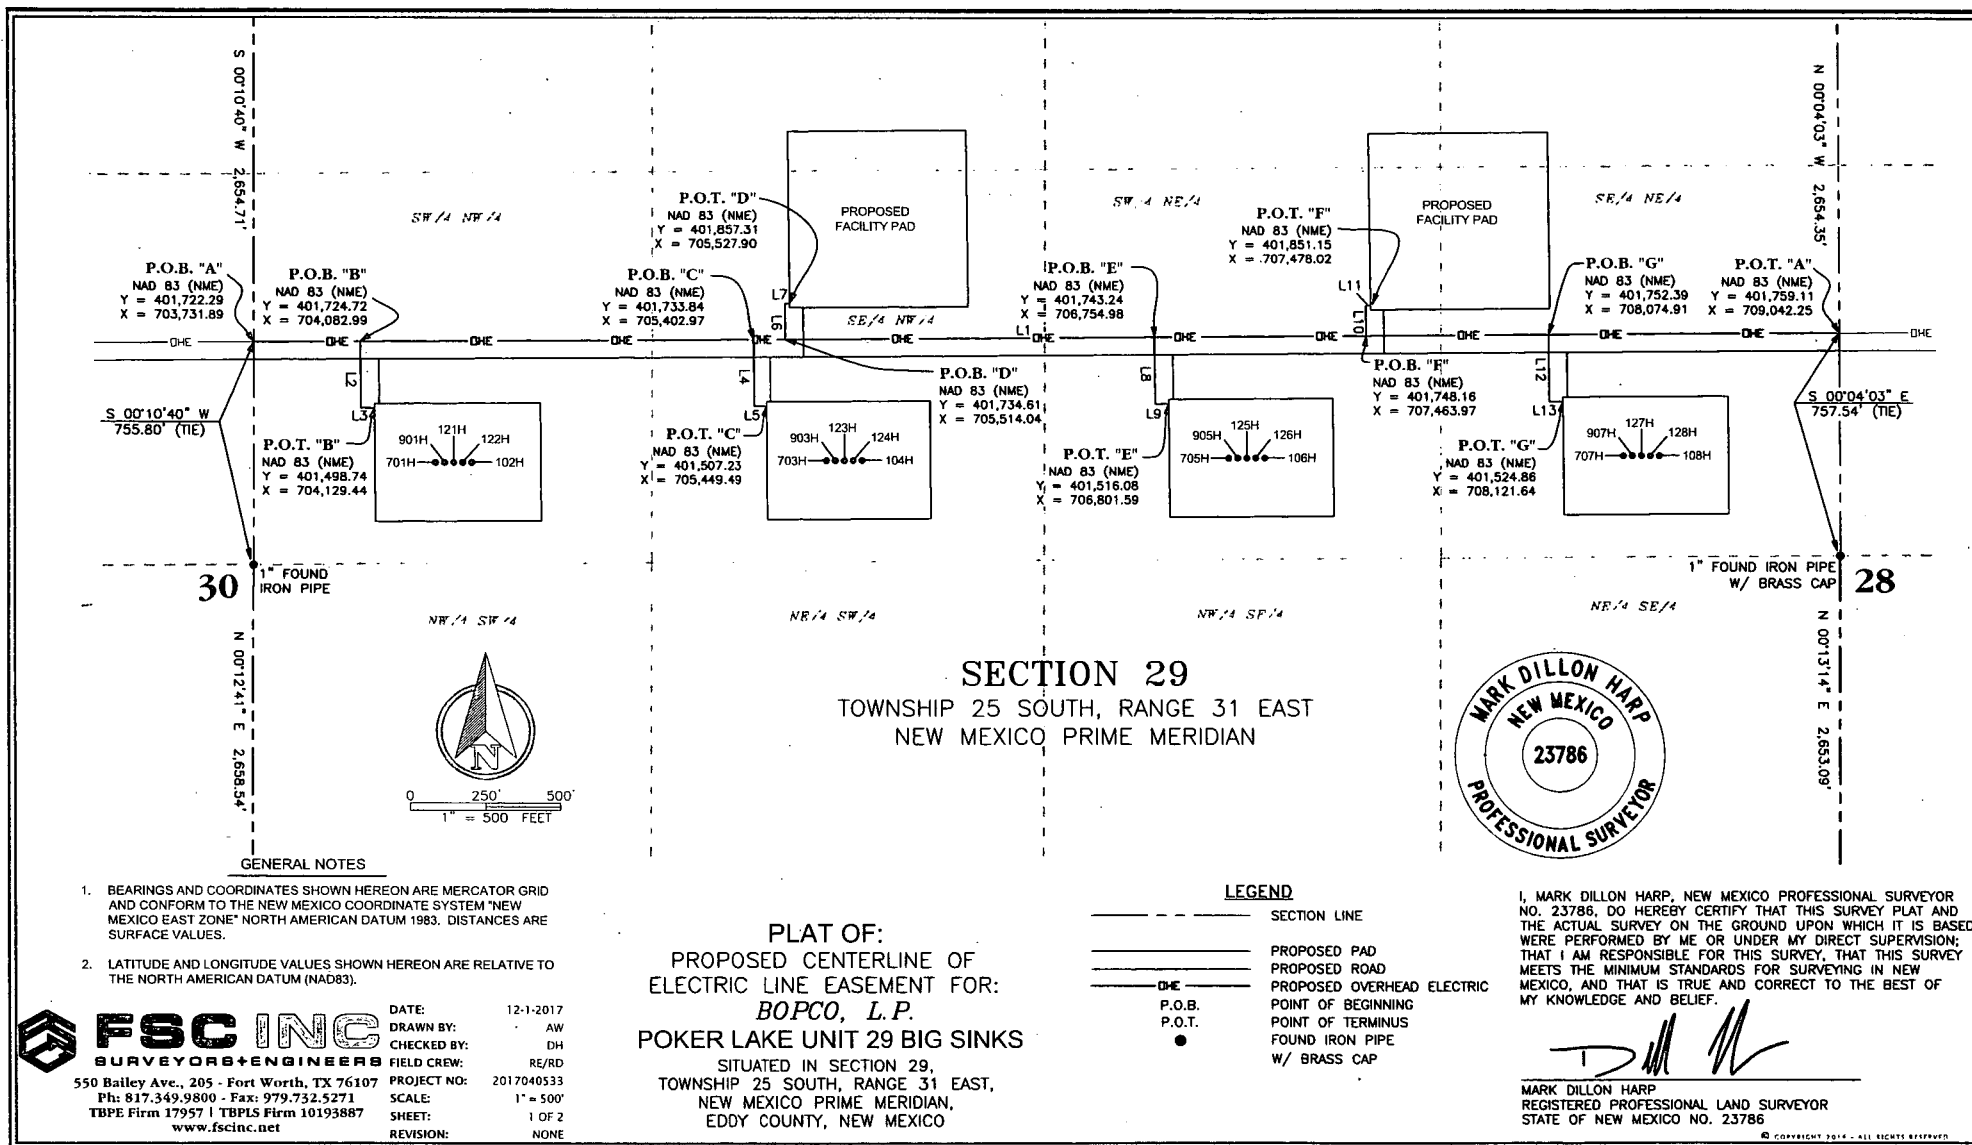 S 00°10'40" W 2,654.71'
N 00°04'03" W 2,654.35'
SW/4 NW/4
SW/4 NE/4
SE/4 NE/4
P.O.T. "D"
NAD 83 (NME)
Y = 401,857.31
X = 705,527.90
PROPOSED
FACILITY PAD
P.O.T. "F"
NAD 83 (NME)
Y = 401,851.15
X = 707,478.02
PROPOSED
FACILITY PAD
P.O.B. "A"
NAD 83 (NME)
Y = 401,722.29
X = 703,731.89
P.O.B. "B"
NAD 83 (NME)
Y = 401,724.72
X = 704,082.99
P.O.B. "C"
NAD 83 (NME)
Y = 401,733.84
X = 705,402.97
L7
L6
SE/4 NW/4
P.O.B. "E"
NAD 83 (NME)
Y = 401,743.24
X = 706,754.98
L1
L11
L10
P.O.B. "G"
NAD 83 (NME)
Y = 401,752.39
X = 708,074.91
P.O.T. "A"
NAD 83 (NME)
Y = 401,759.11
X = 709,042.25
OHE OHE OHE OHE OHE OHE OHE OHE OHE OHE OHE
L2
L3
L4
L5
P.O.B. "D"
NAD 83 (NME)
Y = 401,734.61
X = 705,514.04
L8
L9
P.O.B. "F"
NAD 83 (NME)
Y = 401,748.16
X = 707,463.97
L12
L13
S 00°10'40" W
755.80' (TIE)
S 00°04'03" E
757.54' (TIE)
P.O.T. "B"
NAD 83 (NME)
Y = 401,498.74
X = 704,129.44
121H
901H 122H
701H 102H
P.O.T. "C"
NAD 83 (NME)
Y = 401,507.23
X = 705,449.49
123H
903H 124H
703H 104H
P.O.T. "E"
NAD 83 (NME)
Y = 401,516.08
X = 706,801.59
125H
905H 126H
705H 106H
P.O.T. "G"
NAD 83 (NME)
Y = 401,524.86
X = 708,121.64
127H
907H 128H
707H 108H
30
1" FOUND
IRON PIPE
1" FOUND IRON PIPE
W/ BRASS CAP
28
NW/4 SW/4
NE/4 SW/4
NW/4 SE/4
NE/4 SE/4
N 00°12'41" E 2,658.54'
N 00°13'14" E 2,653.09'
SECTION 29
TOWNSHIP 25 SOUTH, RANGE 31 EAST
NEW MEXICO PRIME MERIDIAN
N
0 250' 500'
1" = 500 FEET
MARK DILLON HARP
NEW MEXICO
23786
PROFESSIONAL SURVEYOR
GENERAL NOTES
1. BEARINGS AND COORDINATES SHOWN HEREON ARE MERCATOR GRID
AND CONFORM TO THE NEW MEXICO COORDINATE SYSTEM "NEW
MEXICO EAST ZONE" NORTH AMERICAN DATUM 1983. DISTANCES ARE
SURFACE VALUES.
2. LATITUDE AND LONGITUDE VALUES SHOWN HEREON ARE RELATIVE TO
THE NORTH AMERICAN DATUM (NAD83).
FSC INC
SURVEYORS+ENGINEERS
550 Bailey Ave., 205 - Fort Worth, TX 76107
Ph: 817.349.9800 - Fax: 979.732.5271
TBPE Firm 17957 | TBPLS Firm 10193887
www.fscinc.net
DATE: 12-1-2017
DRAWN BY: AW
CHECKED BY: DH
FIELD CREW: RE/RD
PROJECT NO: 2017040533
SCALE: 1" = 500'
SHEET: 1 OF 2
REVISION: NONE
PLAT OF:
PROPOSED CENTERLINE OF
ELECTRIC LINE EASEMENT FOR:
BOPCO, L.P.
POKER LAKE UNIT 29 BIG SINKS
SITUATED IN SECTION 29,
TOWNSHIP 25 SOUTH, RANGE 31 EAST,
NEW MEXICO PRIME MERIDIAN,
EDDY COUNTY, NEW MEXICO
LEGEND
SECTION LINE
PROPOSED PAD
PROPOSED ROAD
OHE PROPOSED OVERHEAD ELECTRIC
P.O.B. POINT OF BEGINNING
P.O.T. POINT OF TERMINUS
FOUND IRON PIPE
W/ BRASS CAP
I, MARK DILLON HARP, NEW MEXICO PROFESSIONAL SURVEYOR
NO. 23786, DO HEREBY CERTIFY THAT THIS SURVEY PLAT AND
THE ACTUAL SURVEY ON THE GROUND UPON WHICH IT IS BASED
WERE PERFORMED BY ME OR UNDER MY DIRECT SUPERVISION;
THAT I AM RESPONSIBLE FOR THIS SURVEY, THAT THIS SURVEY
MEETS THE MINIMUM STANDARDS FOR SURVEYING IN NEW
MEXICO, AND THAT IS TRUE AND CORRECT TO THE BEST OF
MY KNOWLEDGE AND BELIEF.
MARK DILLON HARP
REGISTERED PROFESSIONAL LAND SURVEYOR
STATE OF NEW MEXICO NO. 23786
© COPYRIGHT 2016 - ALL RIGHTS RESERVED